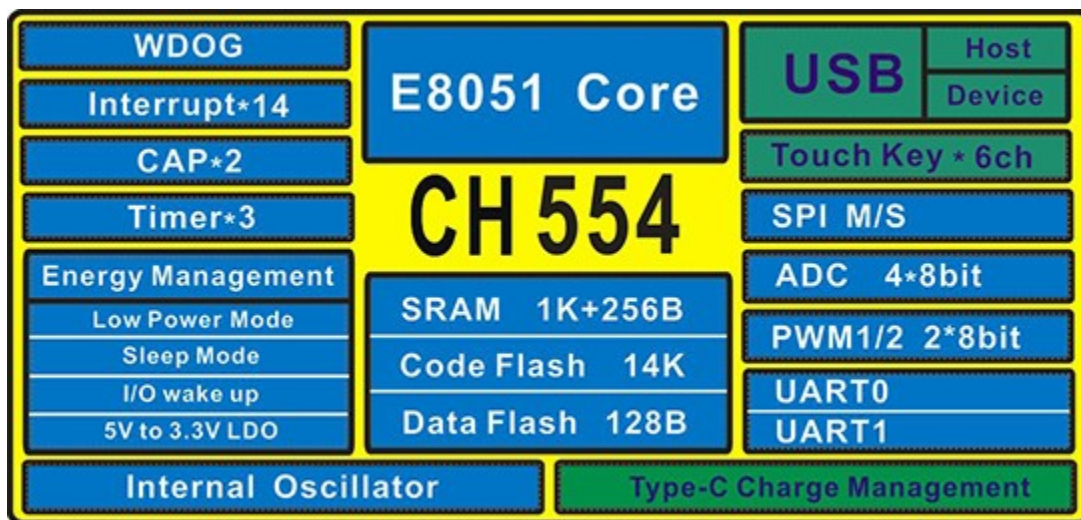 WDOG
Interrupt*14
CAP*2
Timer*3
Energy Management
Low Power Mode
Sleep Mode
I/O wake up
5V to 3.3V LDO
E8051 Core
CH554
SRAM 1K+256B
Code Flash 14K
Data Flash 128B
USB
Host
Device
Touch Key * 6ch
SPI M/S
ADC 4*8bit
PWM1/2 2*8bit
UART0
UART1
Internal Oscillator
Type-C Charge Management